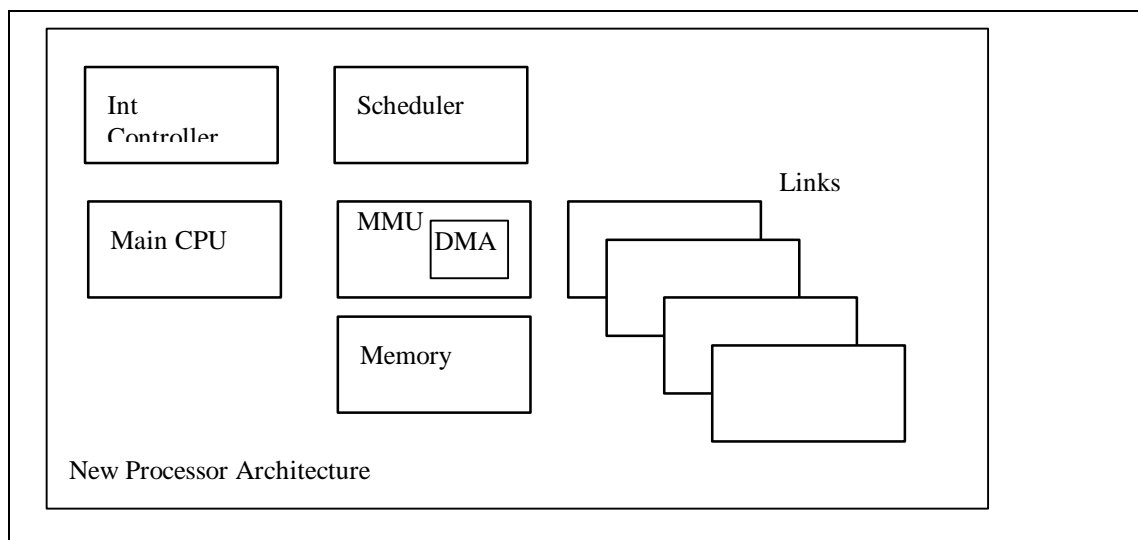 Int
Controller
Scheduler
Links
Main CPU
MMU
DMA
Memory
New Processor Architecture